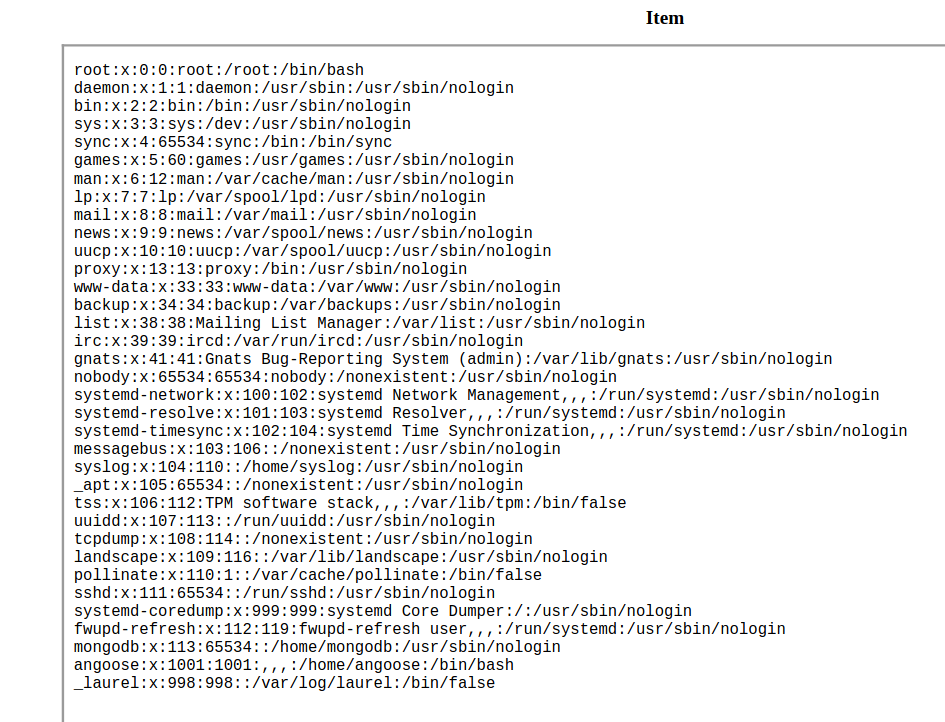 Item
root:x:0:0:root:/root:/bin/bash
daemon:x:1:1:daemon:/usr/sbin:/usr/sbin/nologin
bin:x:2:2:bin:/bin:/usr/sbin/nologin
sys:x:3:3:sys:/dev:/usr/sbin/nologin
sync:x:4:65534:sync:/bin:/bin/sync
games:x:5:60:games:/usr/games:/usr/sbin/nologin
man:x:6:12:man:/var/cache/man:/usr/sbin/nologin
lp:x:7:7:lp:/var/spool/lpd:/usr/sbin/nologin
mail:x:8:8:mail:/var/mail:/usr/sbin/nologin
news:x:9:9:news:/var/spool/news:/usr/sbin/nologin
uucp:x:10:10:uucp:/var/spool/uucp:/usr/sbin/nologin
proxy:x:13:13:proxy:/bin:/usr/sbin/nologin
www-data:x:33:33:www-data:/var/www:/usr/sbin/nologin
backup:x:34:34:backup:/var/backups:/usr/sbin/nologin
list:x:38:38:Mailing List Manager:/var/list:/usr/sbin/nologin
irc:x:39:39:ircd:/var/run/ircd:/usr/sbin/nologin
gnats:x:41:41:Gnats Bug-Reporting System (admin):/var/lib/gnats:/usr/sbin/nologin
nobody:x:65534:65534:nobody:/nonexistent:/usr/sbin/nologin
systemd-network:x:100:102:systemd Network Management,,,:/run/systemd:/usr/sbin/nologin
systemd-resolve:x:101:103:systemd Resolver,,,:/run/systemd:/usr/sbin/nologin
systemd-timesync:x:102:104:systemd Time Synchronization,,,:/run/systemd:/usr/sbin/nologin
messagebus:x:103:106::/nonexistent:/usr/sbin/nologin
syslog:x:104:110::/home/syslog:/usr/sbin/nologin
_apt:x:105:65534::/nonexistent:/usr/sbin/nologin
tss:x:106:112:TPM software stack,,,:/var/lib/tpm:/bin/false
uuidd:x:107:113::/run/uuidd:/usr/sbin/nologin
tcpdump:x:108:114::/nonexistent:/usr/sbin/nologin
landscape:x:109:116::/var/lib/landscape:/usr/sbin/nologin
pollinate:x:110:1::/var/cache/pollinate:/bin/false
sshd:x:111:65534::/run/sshd:/usr/sbin/nologin
systemd-coredump:x:999:999:systemd Core Dumper:/:/usr/sbin/nologin
fwupd-refresh:x:112:119:fwupd-refresh user,,,:/run/systemd:/usr/sbin/nologin
mongodb:x:113:65534::/home/mongodb:/usr/sbin/nologin
angoose:x:1001:1001:,,,:/home/angoose:/bin/bash
_laurel:x:998:998::/var/log/laurel:/bin/false